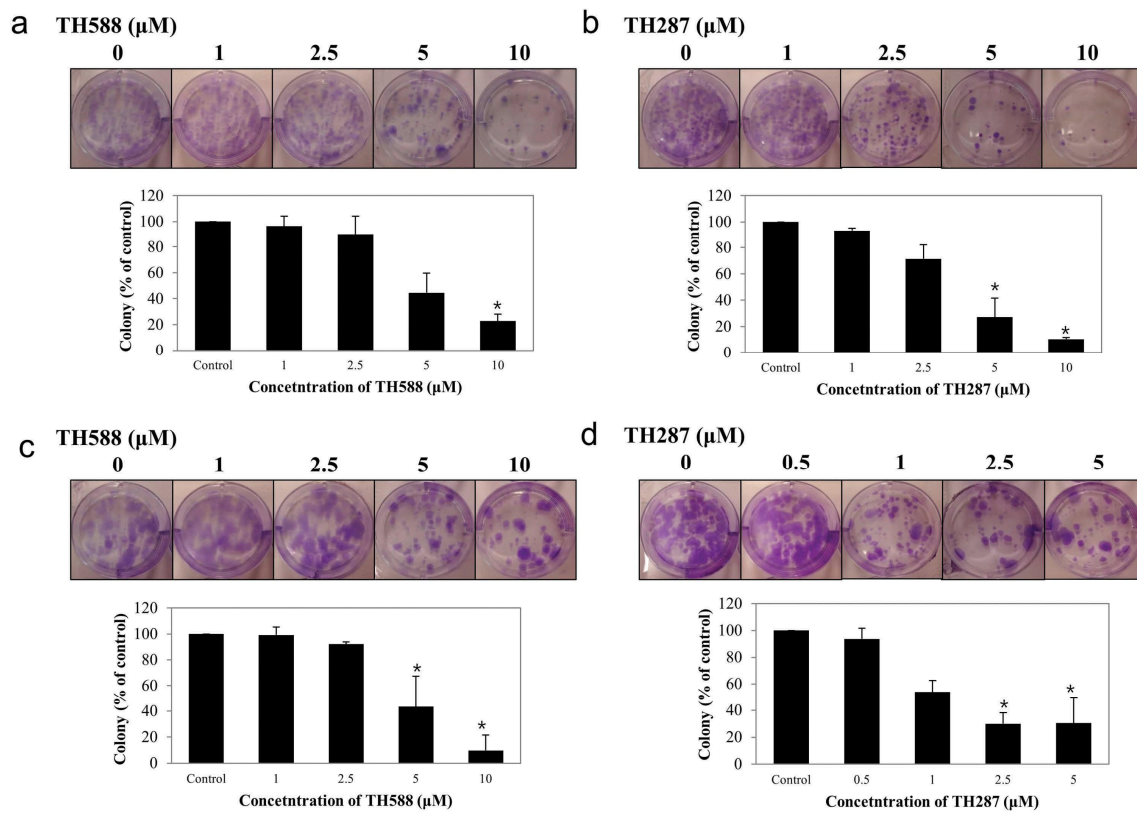 a
TH588 (µM)
0 1 2.5 5 10
Colony (% of control)
120
100
80
60
40
20
0
*
Control 1 2.5 5 10
Concetntration of TH588 (µM)
b
TH287 (µM)
0 1 2.5 5 10
Colony (% of control)
120
100
80
60
40
20
0
*
*
Control 1 2.5 5 10
Concetntration of TH287 (µM)
c
TH588 (µM)
0 1 2.5 5 10
Colony (% of control)
120
100
80
60
40
20
0
*
*
Control 1 2.5 5 10
Concetntration of TH588 (µM)
d
TH287 (µM)
0 0.5 1 2.5 5
Colony (% of control)
120
100
80
60
40
20
0
*
*
Control 0.5 1 2.5 5
Concetntration of TH287 (µM)